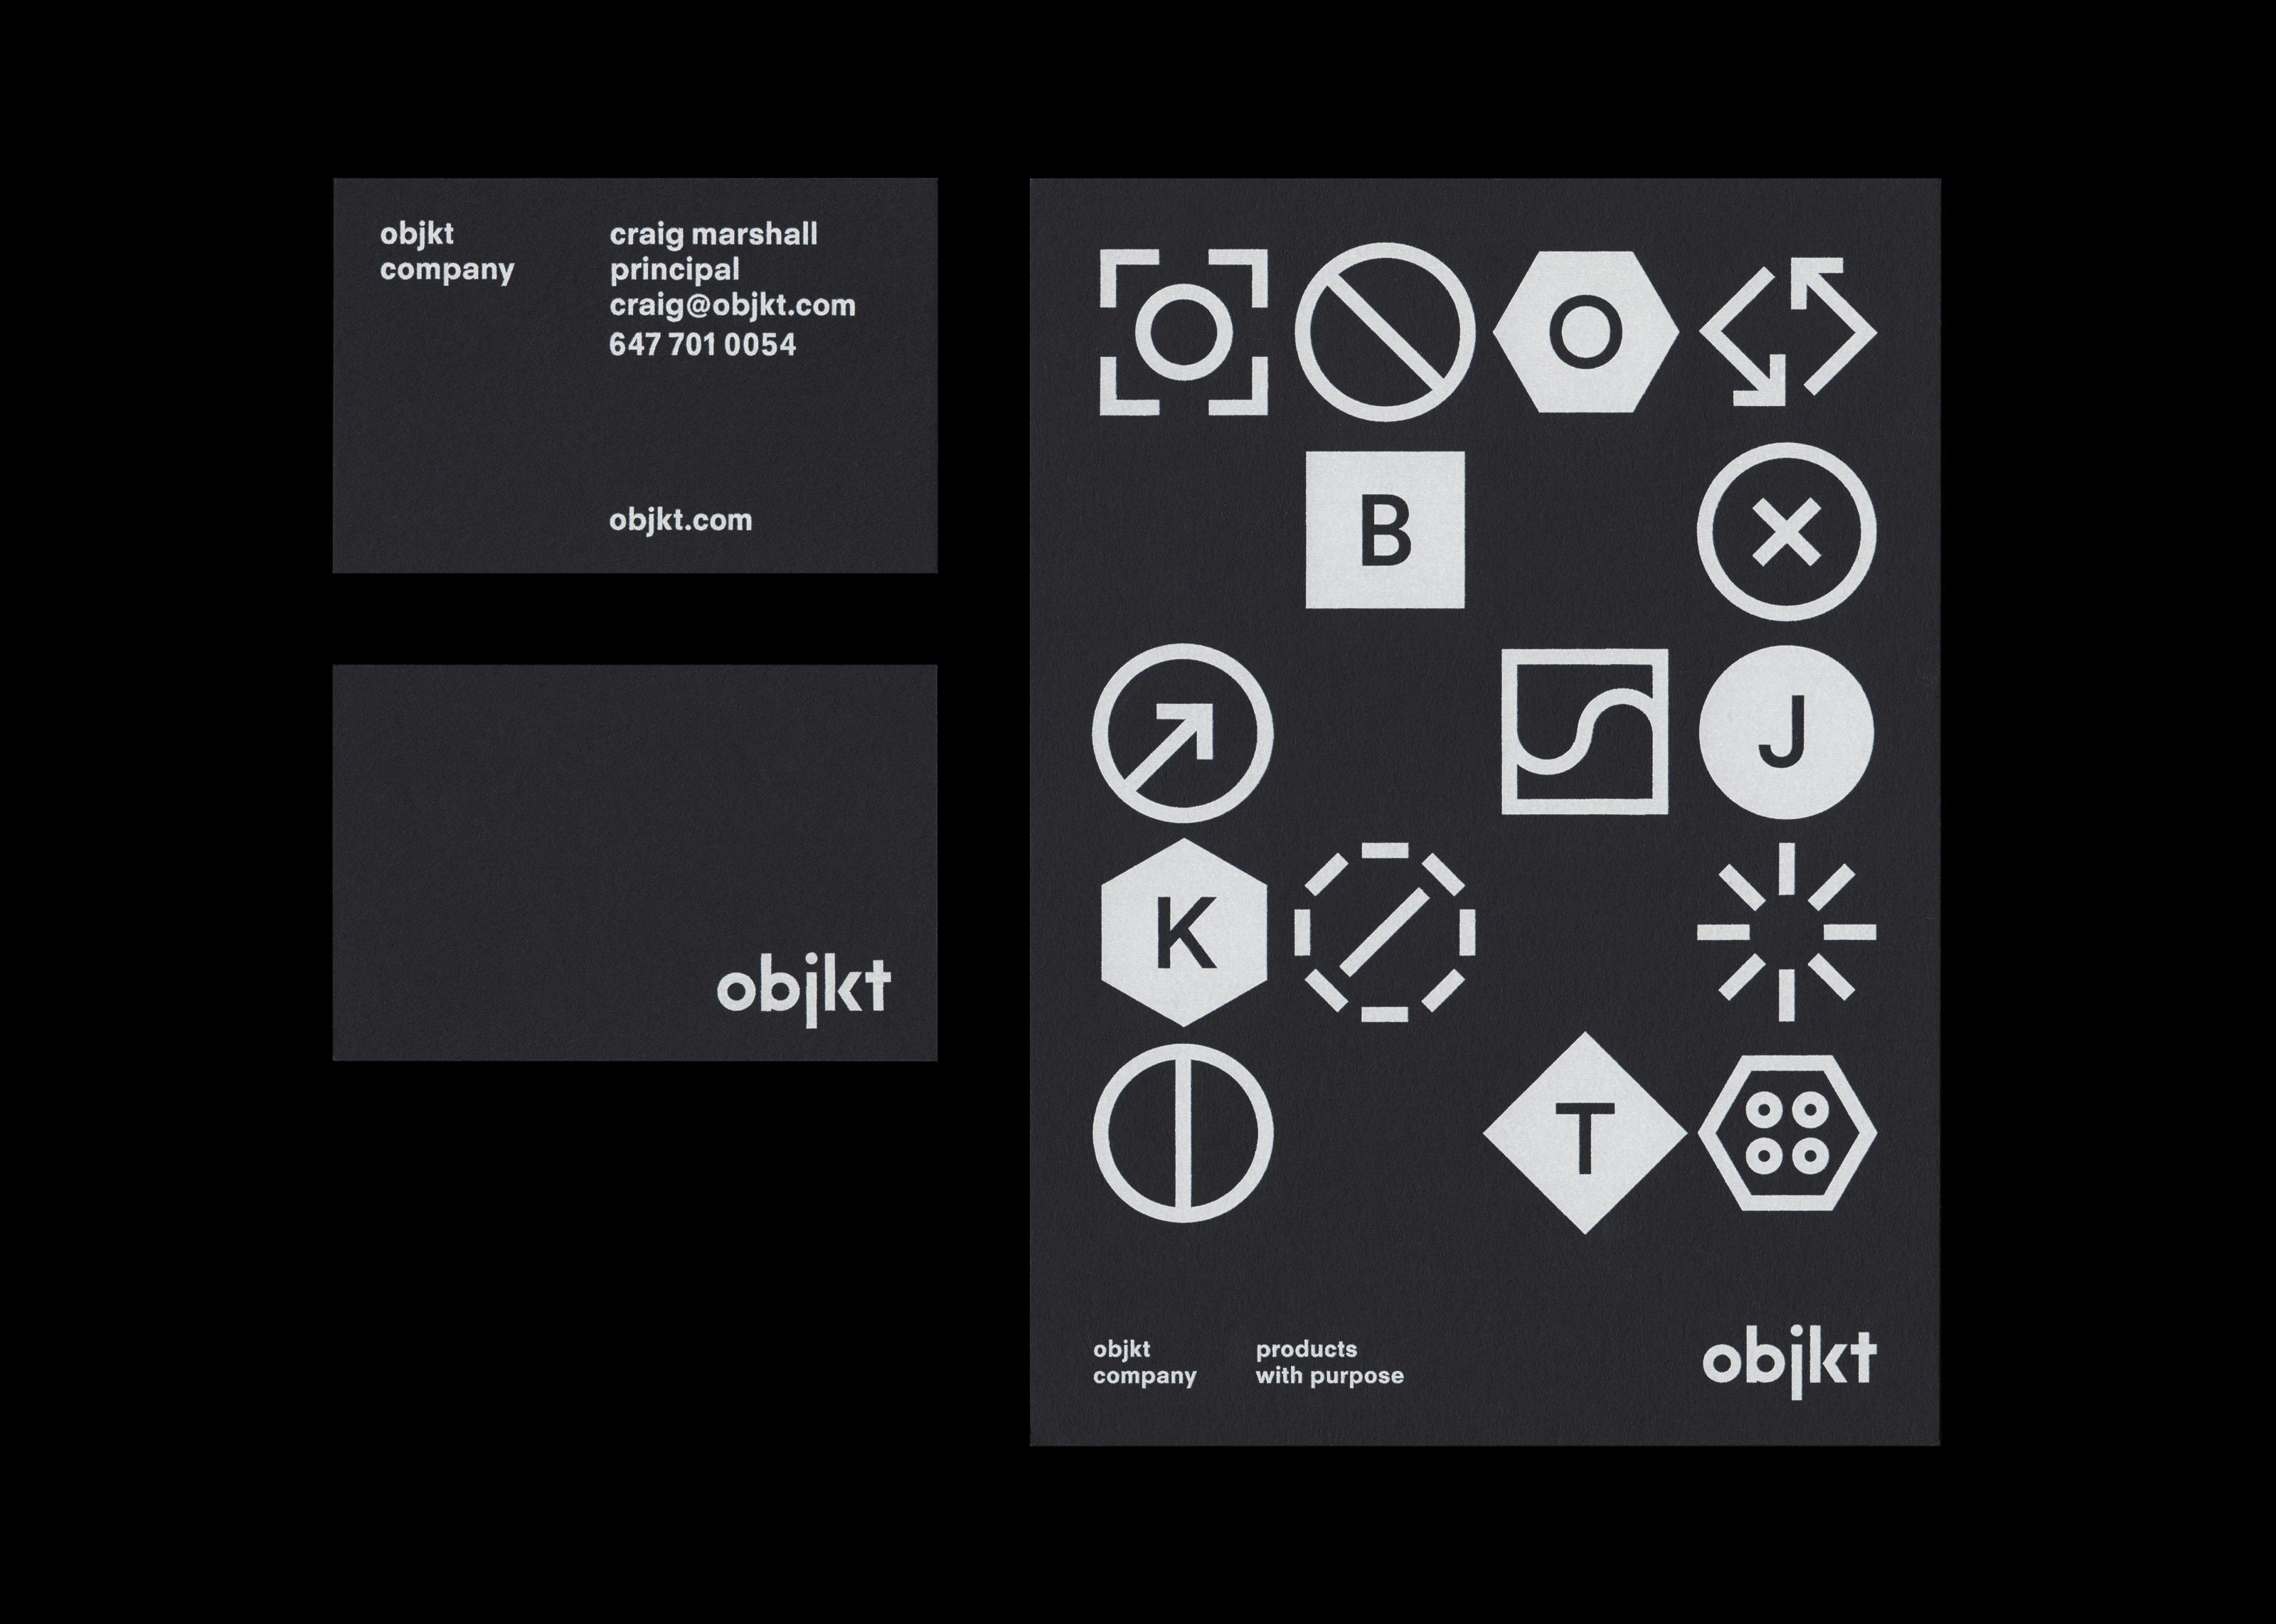 objkt
company
craig marshall
principal
craig@objkt.com
647 701 0054
objkt.com
objkt
O
B
J
K
T
objkt
company
products
with purpose
objkt